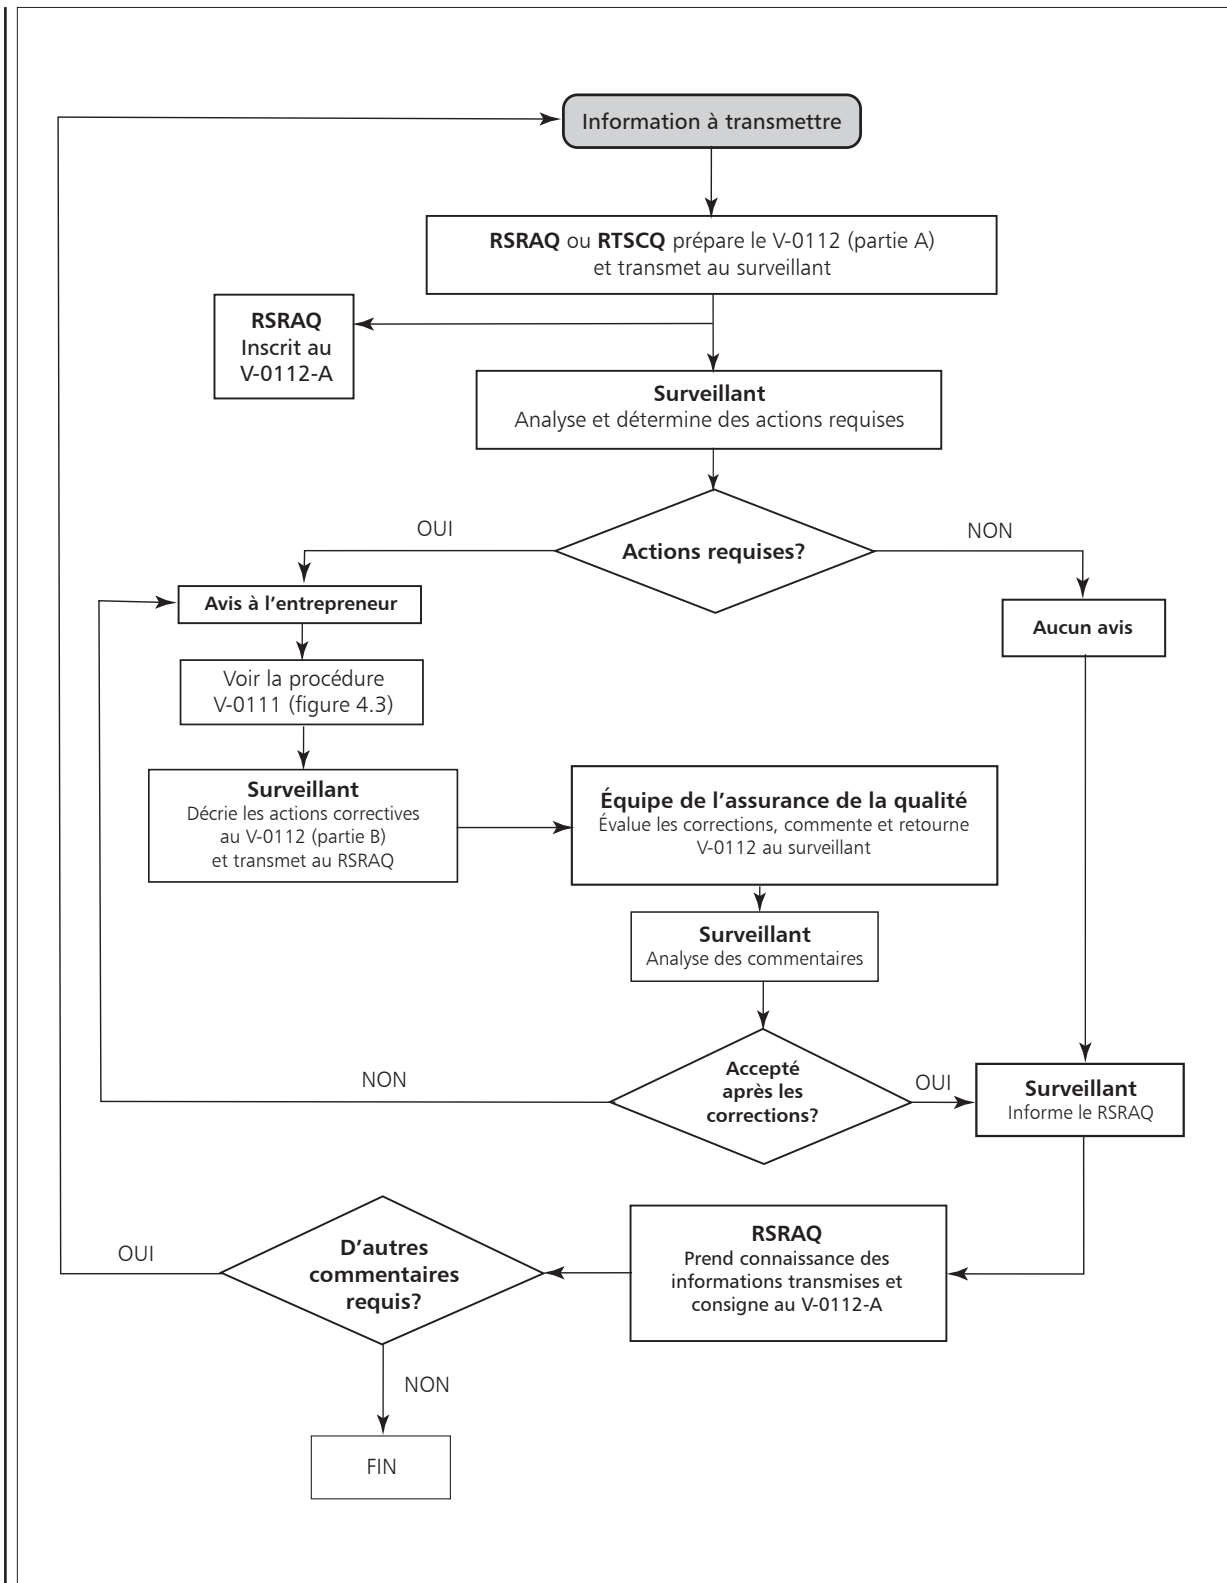 Information à transmettre
RSRAQ ou RTSCQ prépare le V-0112 (partie A)
et transmet au surveillant
RSRAQ
Inscrit au
V-0112-A
Surveillant
Analyse et détermine des actions requises
Actions requises?
OUI
NON
Avis à l'entrepreneur
Aucun avis
Voir la procédure
V-0111 (figure 4.3)
Surveillant
Décrie les actions correctives
au V-0112 (partie B)
et transmet au RSRAQ
Équipe de l'assurance de la qualité
Évalue les corrections, commente et retourne
V-0112 au surveillant
Surveillant
Analyse des commentaires
Accepté
après les
corrections?
NON
OUI
Surveillant
Informe le RSRAQ
RSRAQ
Prend connaissance des
informations transmises et
consigne au V-0112-A
D'autres
commentaires
requis?
OUI
NON
FIN